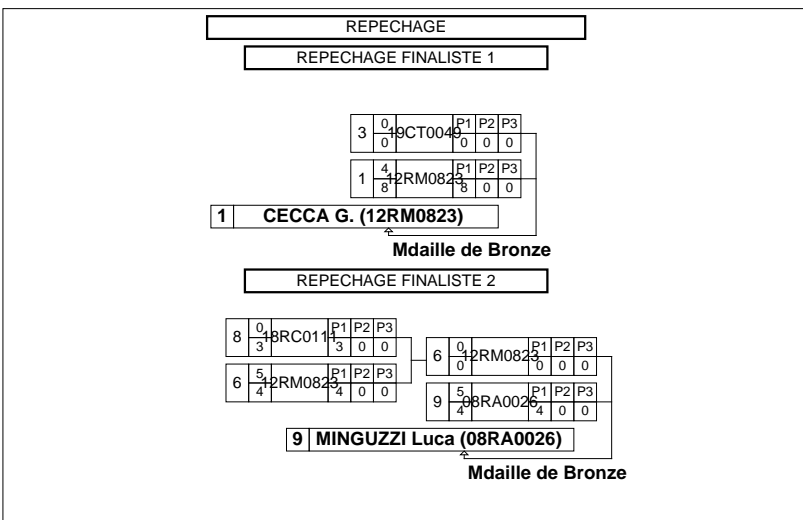 REPECHAGE
REPECHAGE FINALISTE 1
3 0 0 19CT0049 P1 P2 P3 0 0 0
1 4 8 12RM0823 P1 P2 P3 8 0 0
1 CECCA G. (12RM0823)
Mdaille de Bronze
REPECHAGE FINALISTE 2
8 0 3 18RC0111 P1 P2 P3 3 0 0
6 5 4 12RM0823 P1 P2 P3 4 0 0
6 0 0 12RM0823 P1 P2 P3 0 0 0
9 5 4 08RA0026 P1 P2 P3 4 0 0
9 MINGUZZI Luca (08RA0026)
Mdaille de Bronze